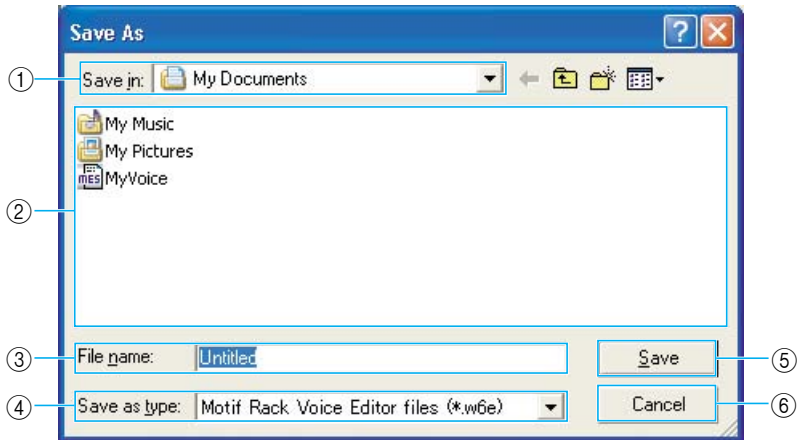 Save As
① Save in: My Documents
②
My Music
My Pictures
MES MyVoice
③ File name: Untitled Save ⑤
④ Save as type: Motif Rack Voice Editor files (*.w6e) Cancel ⑥